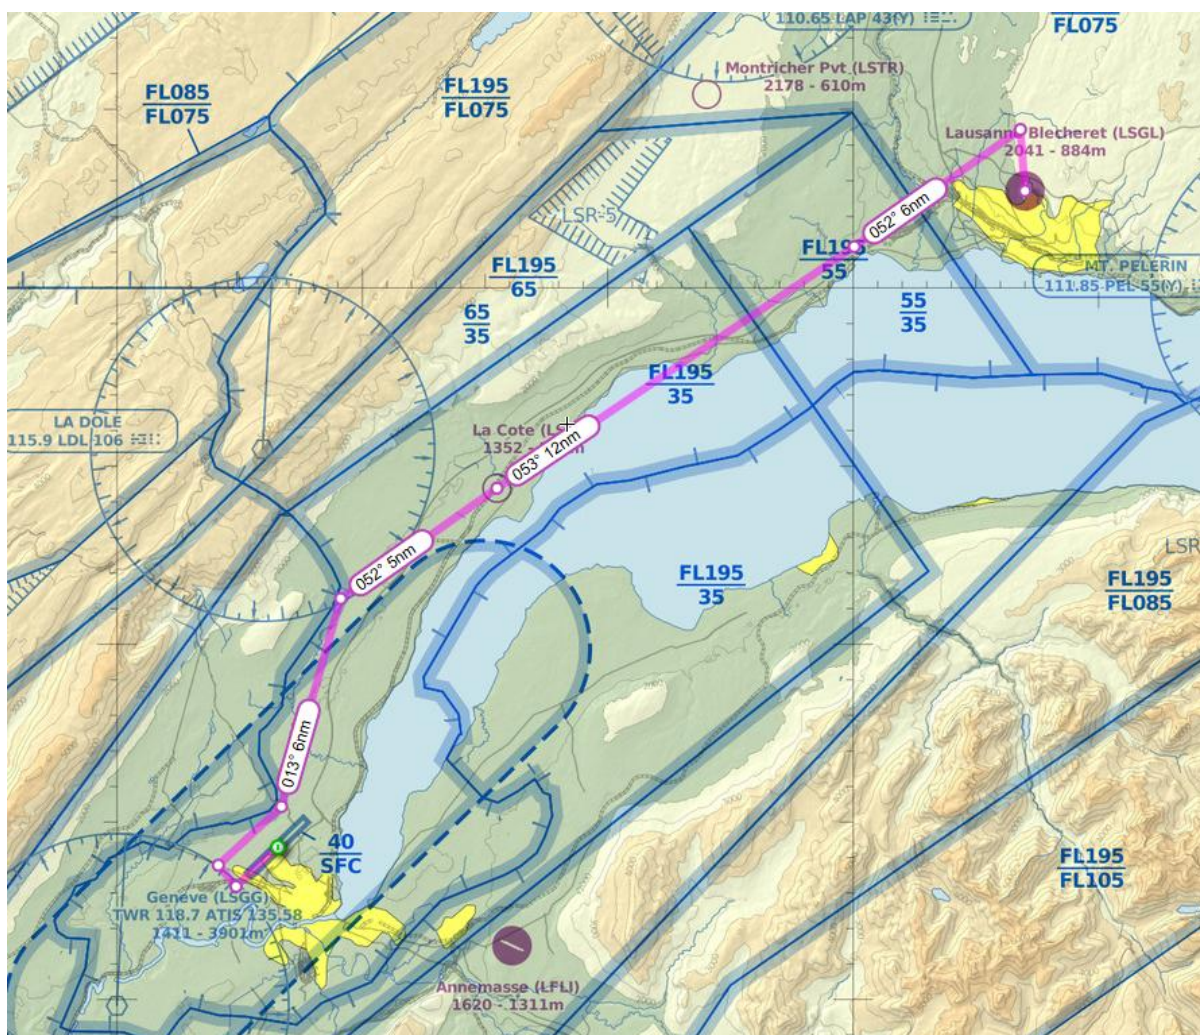 110.65 LAP 43(Y)
FL075
FL085
FL075
FL195
FL075
Montricher Pvt (LSTR)
2178 - 610m
Lausanne Blecheret (LSGL)
2041 - 884m
052° 6nm
LSR-5
FL195
55
FL195
65
MT. PELERIN
111.85 PEL 55(Y)
65
35
55
35
FL195
35
LA DOLE
115.9 LDL 106
La Cote
1352
053° 12nm
052° 5nm
LSR
FL195
35
FL195
FL085
013° 6nm
40
SFC
FL195
FL105
Geneve (LSGG)
TWR 118.7 ATIS 135.58
1411 - 3901m
Annemasse (LFLI)
1620 - 1311m